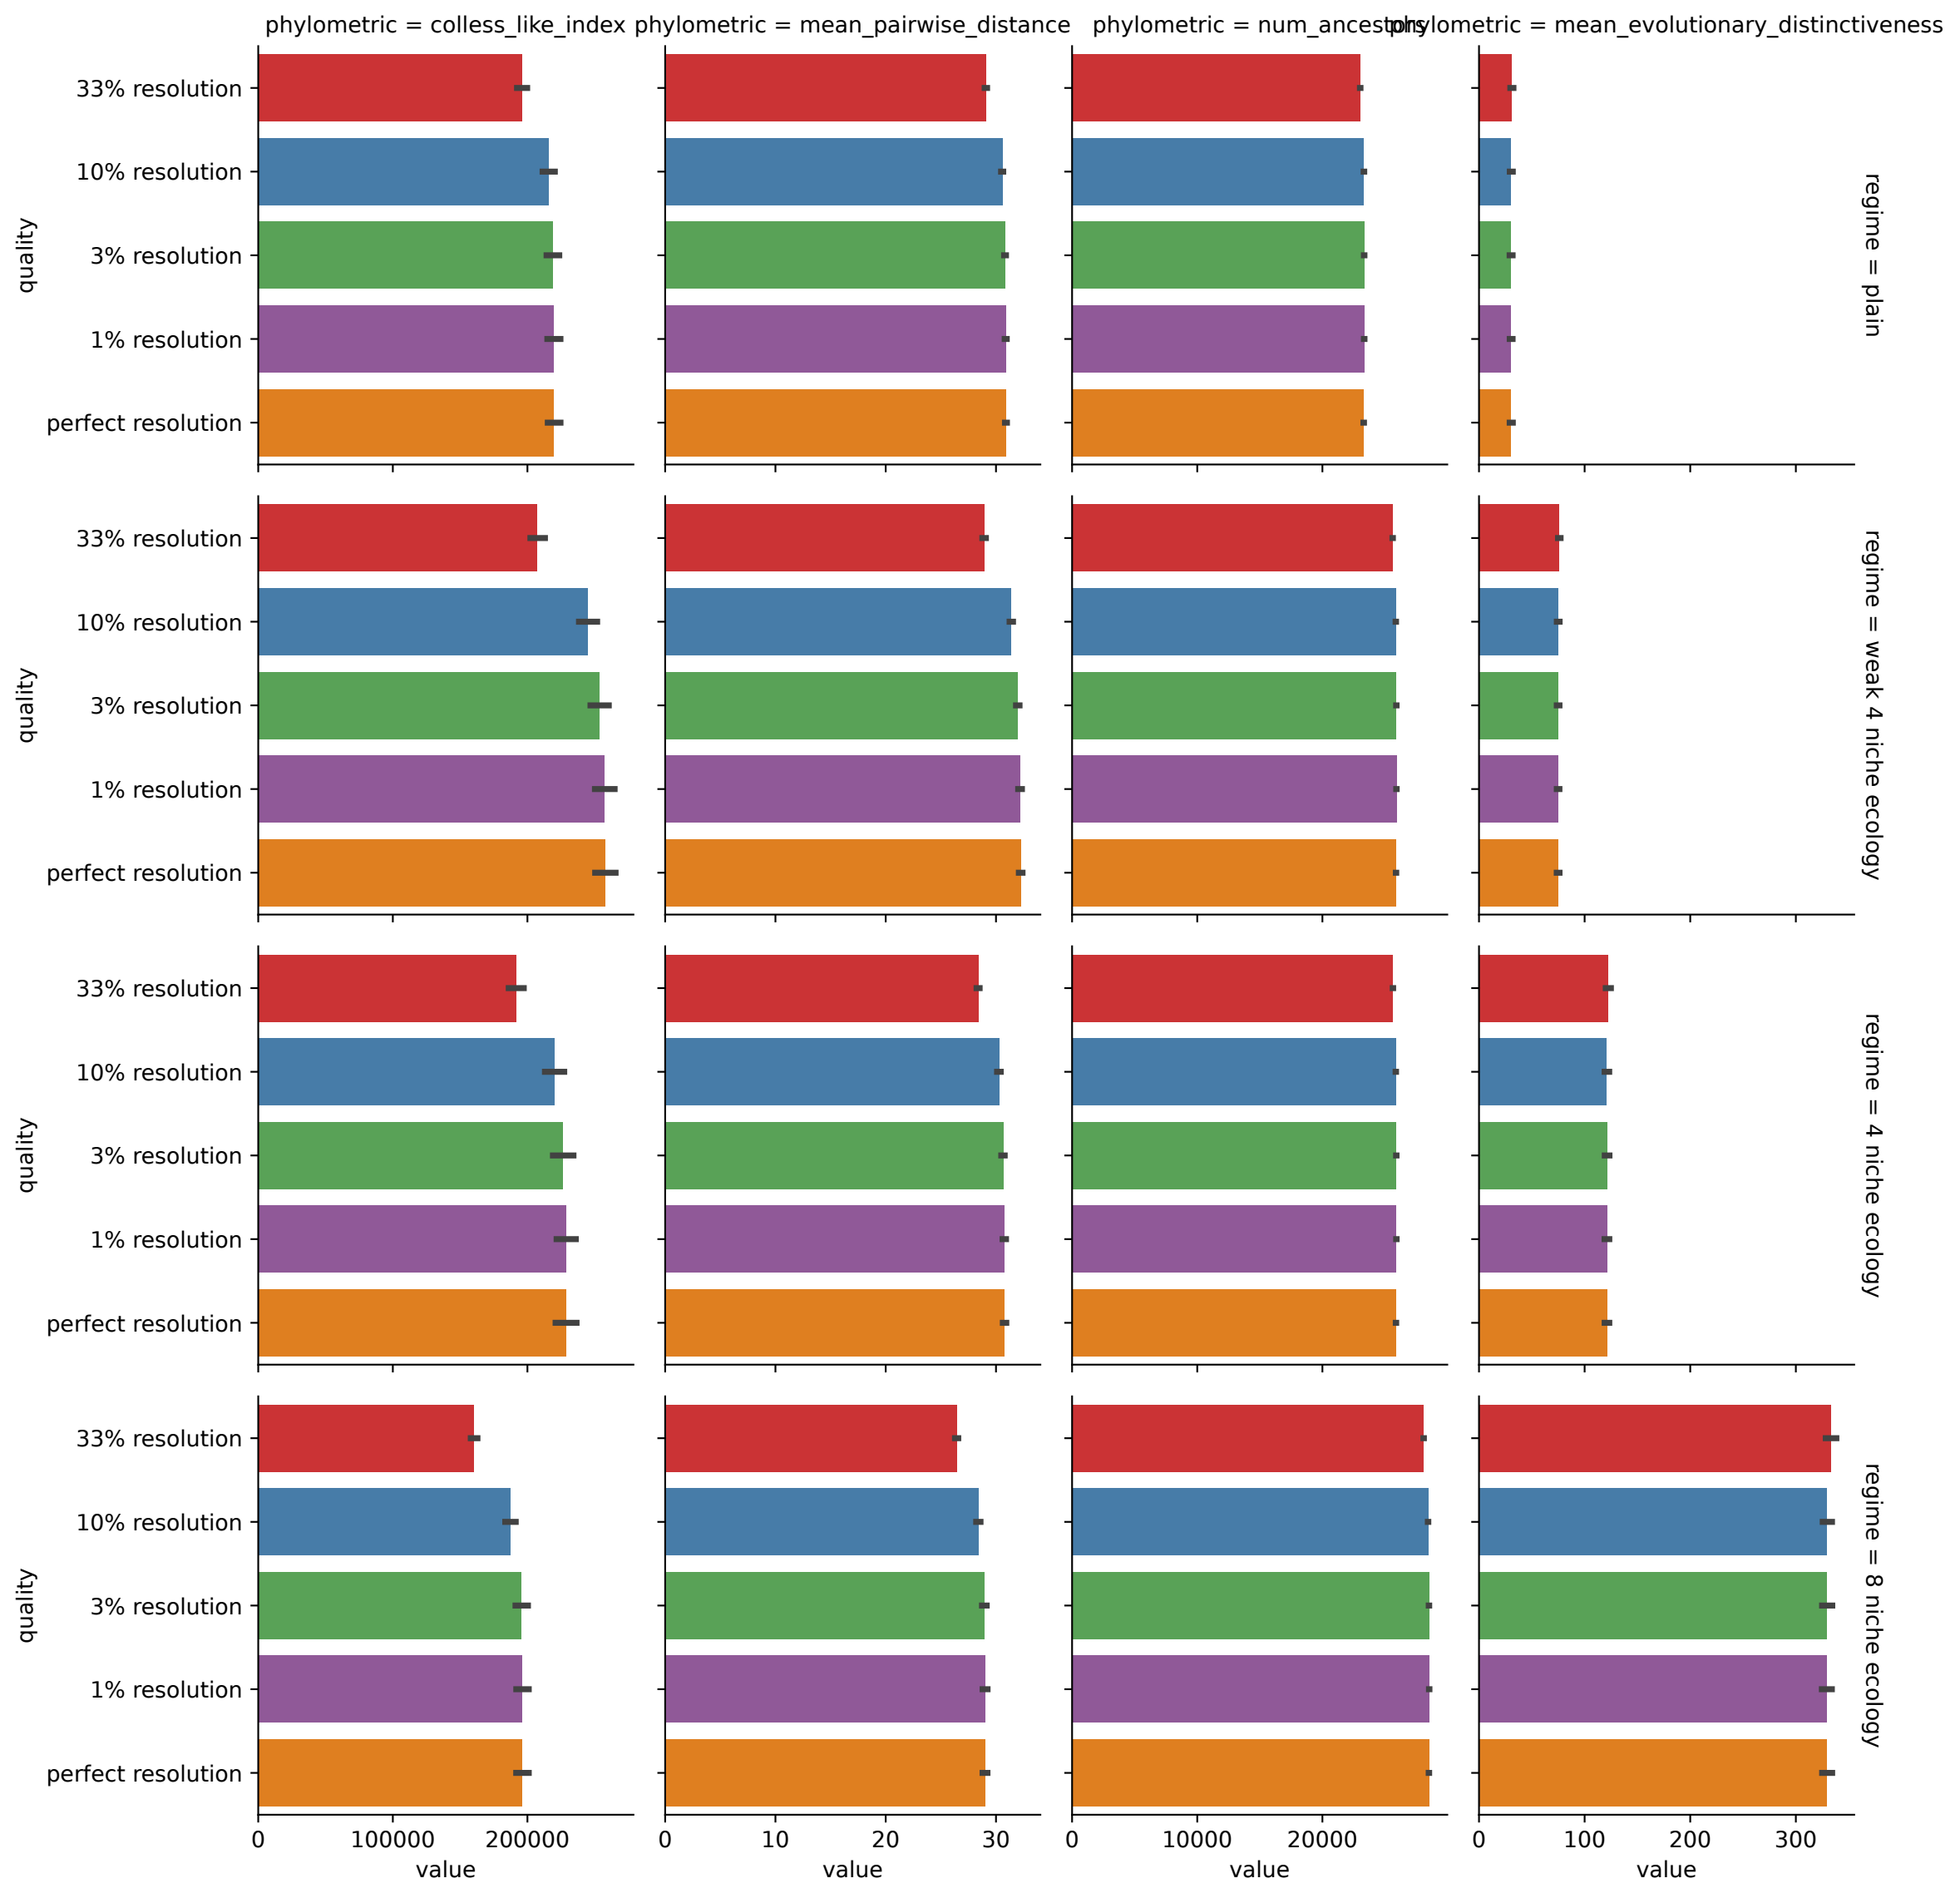 phylometric = colless_like_index
phylometric = mean_pairwise_distance
phylometric = num_ancestors
phylometric = mean_evolutionary_distinctiveness
quality
33% resolution
10% resolution
3% resolution
1% resolution
perfect resolution
regime = plain
quality
33% resolution
10% resolution
3% resolution
1% resolution
perfect resolution
regime = weak 4 niche ecology
quality
33% resolution
10% resolution
3% resolution
1% resolution
perfect resolution
regime = 4 niche ecology
quality
33% resolution
10% resolution
3% resolution
1% resolution
perfect resolution
regime = 8 niche ecology
0 100000 200000
0 10 20 30
0 10000 20000
0 100 200 300
value
value
value
value